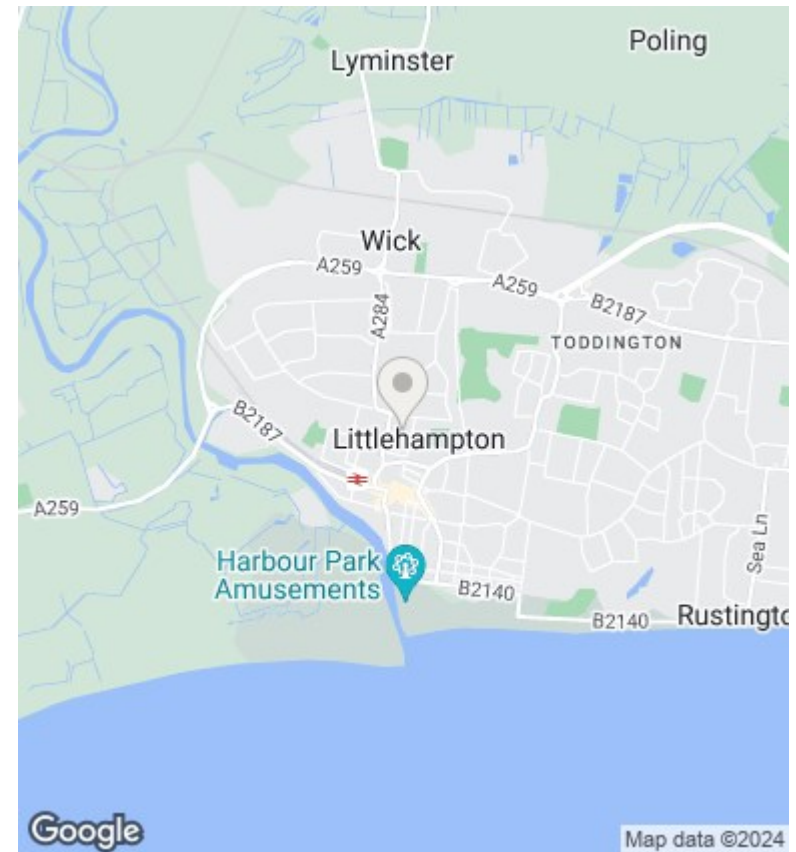 Poling
Lyminster
Wick
A259
A259
A284
B2187
TODDINGTON
B2187
Littlehampton
A259
Sea Ln
Harbour Park
Amusements
B2140
B2140
Rustingto
Google
Map data ©2024